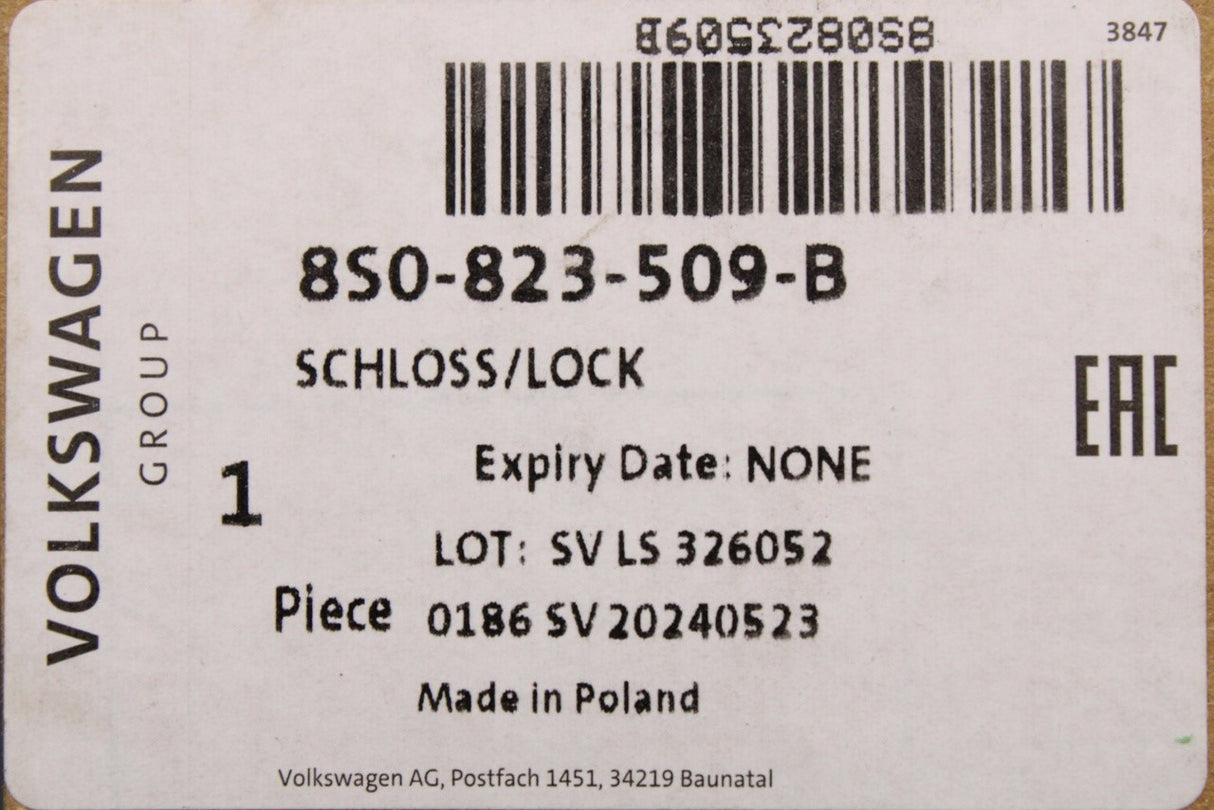 8S0823509B
3847
8S0-823-509-B
SCHLOSS/LOCK
EAC
Expiry Date: NONE
1
LOT: SV LS 326052
Piece
0186 SV 20240523
Made in Poland
Volkswagen AG, Postfach 1451, 34219 Baunatal
VOLKSWAGEN
GROUP